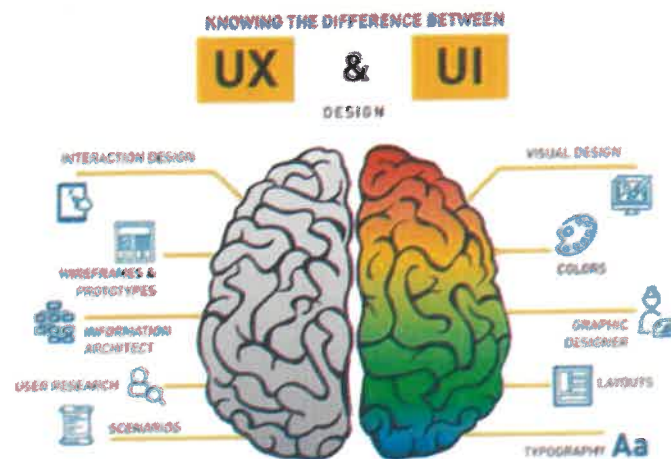 KNOWING THE DIFFERENCE BETWEEN
UX & UI
DESIGN
INTERACTION DESIGN
WIREFRAMES &
PROTOTYPES
INFORMATION
ARCHITECT
USER RESEARCH
SCENARIOS
VISUAL DESIGN
COLORS
GRAPHIC
DESIGNER
LAYOUTS
TYPOGRAPHY Aa